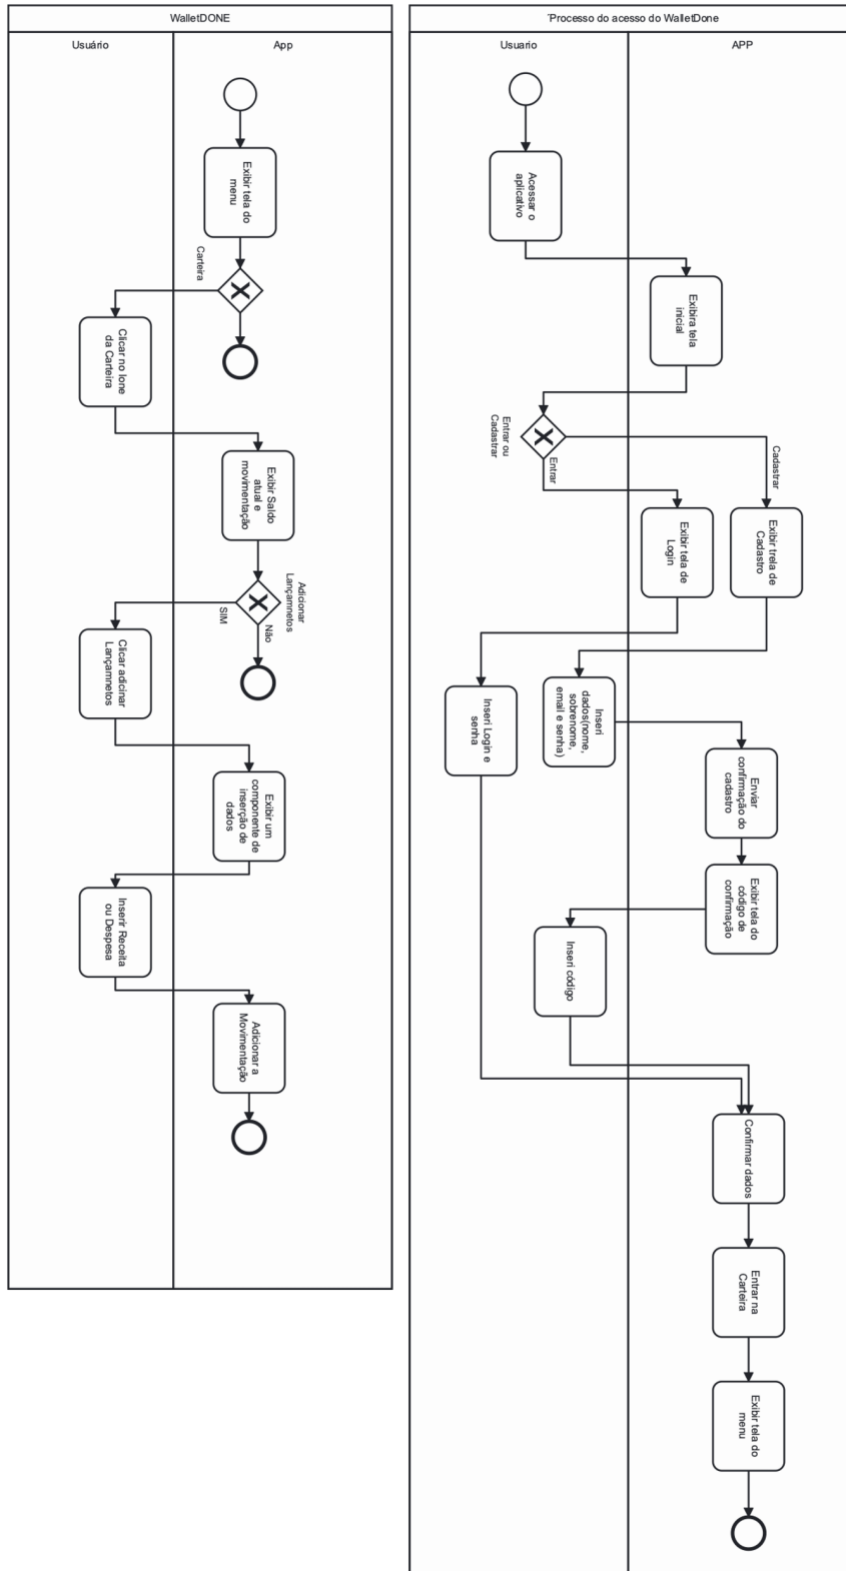 WalletDONE
Usuário
App
Exibir tela do
menu
Carteira
Clicar no Ione
da Carteira
Exibir Saldo
atual e
movimentação
Adicionar
Lançamnetos
SIM
Não
Clicar adicinar
Lançamnetos
Exibir um
componente de
inserção de
dados
Inserir Receita
ou Despesa
Adicionar a
Movimentação
`Processo do acesso do WalletDone
Usuario
APP
Acessar o
aplicativo
Exibira tela
inicial
Entrar ou
Cadastrar
Entrar
Cadastrar
Exibir tela de
Login
Exibir trela de
Cadastro
Inseri Login e
senha
Inseri
dados(nome,
sobrenome,
email e senha)
Enviar
confirmação do
cadastro
Exibir tela do
código de
confirmação
Inseri código
Confirmar dados
Entrar na
Carteira
Exibir tela do
menu